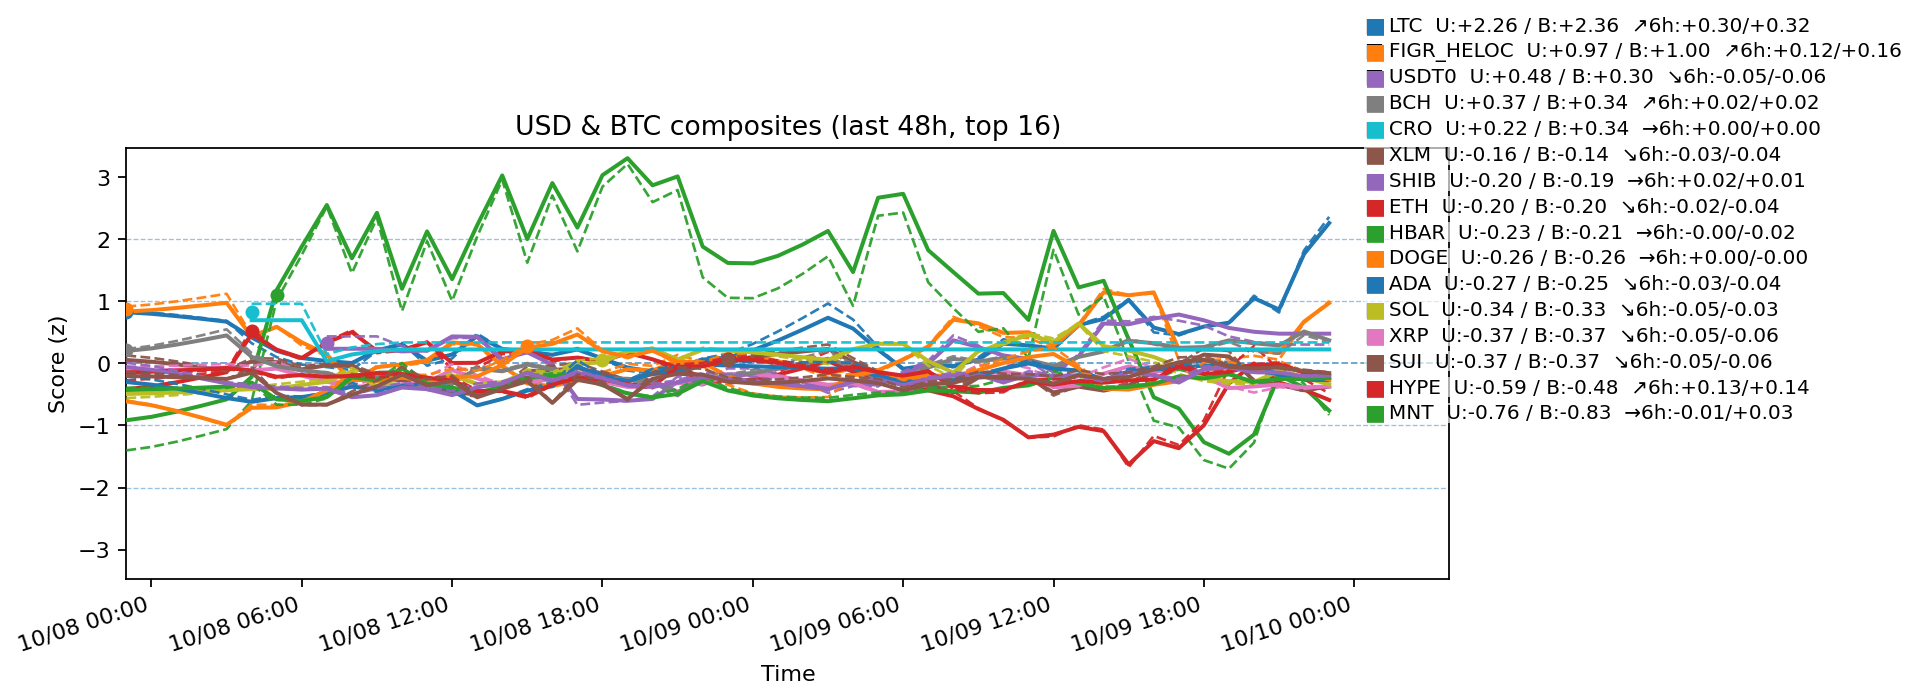 LTC  U:+2.26 / B:+2.36  ↗6h:+0.30/+0.32
FIGR_HELOC  U:+0.97 / B:+1.00  ↗6h:+0.12/+0.16
USDT0  U:+0.48 / B:+0.30  ↘6h:-0.05/-0.06
BCH  U:+0.37 / B:+0.34  ↗6h:+0.02/+0.02
CRO  U:+0.22 / B:+0.34  →6h:+0.00/+0.00
XLM  U:-0.16 / B:-0.14  ↘6h:-0.03/-0.04
SHIB  U:-0.20 / B:-0.19  →6h:+0.02/+0.01
ETH  U:-0.20 / B:-0.20  ↘6h:-0.02/-0.04
HBAR  U:-0.23 / B:-0.21  →6h:-0.00/-0.02
DOGE  U:-0.26 / B:-0.26  →6h:+0.00/-0.00
ADA  U:-0.27 / B:-0.25  ↘6h:-0.03/-0.04
SOL  U:-0.34 / B:-0.33  ↘6h:-0.05/-0.03
XRP  U:-0.37 / B:-0.37  ↘6h:-0.05/-0.06
SUI  U:-0.37 / B:-0.37  ↘6h:-0.05/-0.06
HYPE  U:-0.59 / B:-0.48  ↗6h:+0.13/+0.14
MNT  U:-0.76 / B:-0.83  →6h:-0.01/+0.03
USD & BTC composites (last 48h, top 16)
Score (z)
3
2
1
0
−1
−2
−3
10/08 00:00
10/08 06:00
10/08 12:00
10/08 18:00
10/09 00:00
10/09 06:00
10/09 12:00
10/09 18:00
10/10 00:00
Time